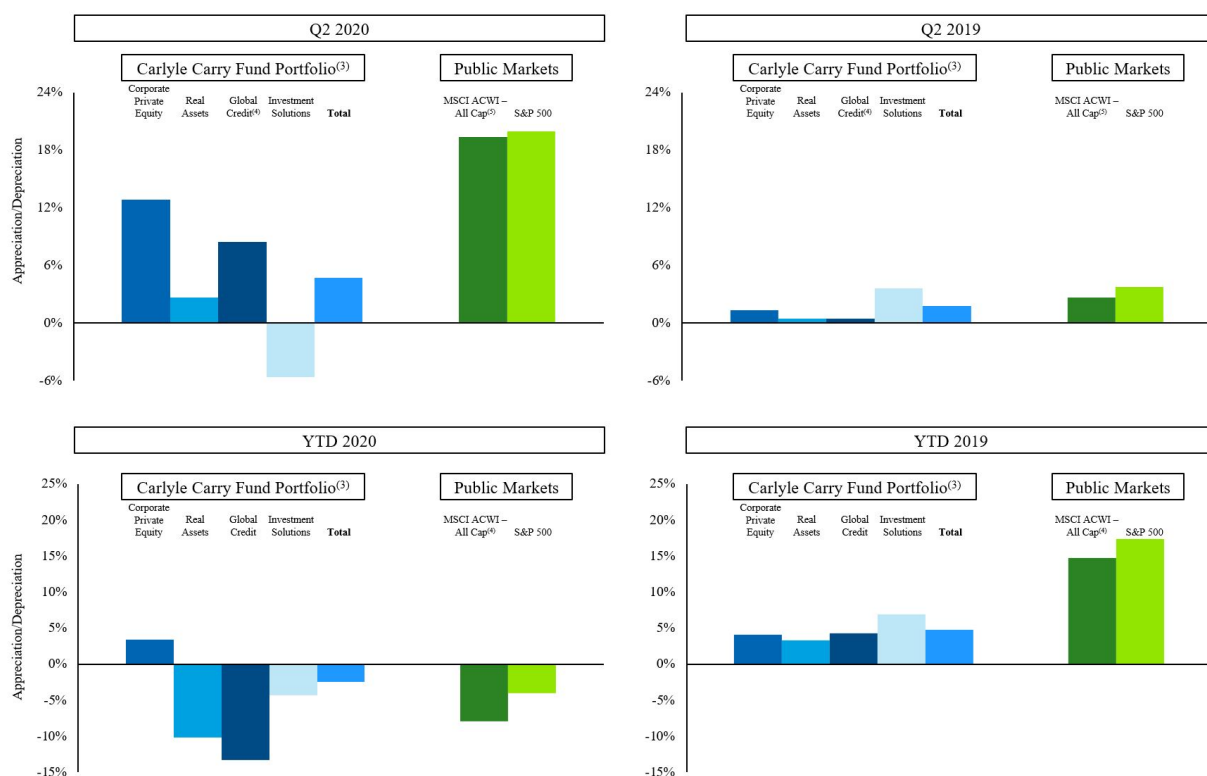 Q2 2020
Carlyle Carry Fund Portfolio(3)
Public Markets
Appreciation/Depreciation
24%
18%
12%
6%
0%
-6%
Corporate
Private
Equity
Real
Assets
Global
Credit(4)
Investment
Solutions
Total
MSCI ACWI –
All Cap(5)
S&P 500
Q2 2019
Carlyle Carry Fund Portfolio(3)
Public Markets
24%
18%
12%
6%
0%
-6%
Corporate
Private
Equity
Real
Assets
Global
Credit(4)
Investment
Solutions
Total
MSCI ACWI –
All Cap(5)
S&P 500
YTD 2020
Carlyle Carry Fund Portfolio(3)
Public Markets
Appreciation/Depreciation
25%
20%
15%
10%
5%
0%
-5%
-10%
-15%
Corporate
Private
Equity
Real
Assets
Global
Credit
Investment
Solutions
Total
MSCI ACWI –
All Cap(4)
S&P 500
YTD 2019
Carlyle Carry Fund Portfolio(3)
Public Markets
25%
20%
15%
10%
5%
0%
-5%
-10%
-15%
Corporate
Private
Equity
Real
Assets
Global
Credit
Investment
Solutions
Total
MSCI ACWI –
All Cap(4)
S&P 500